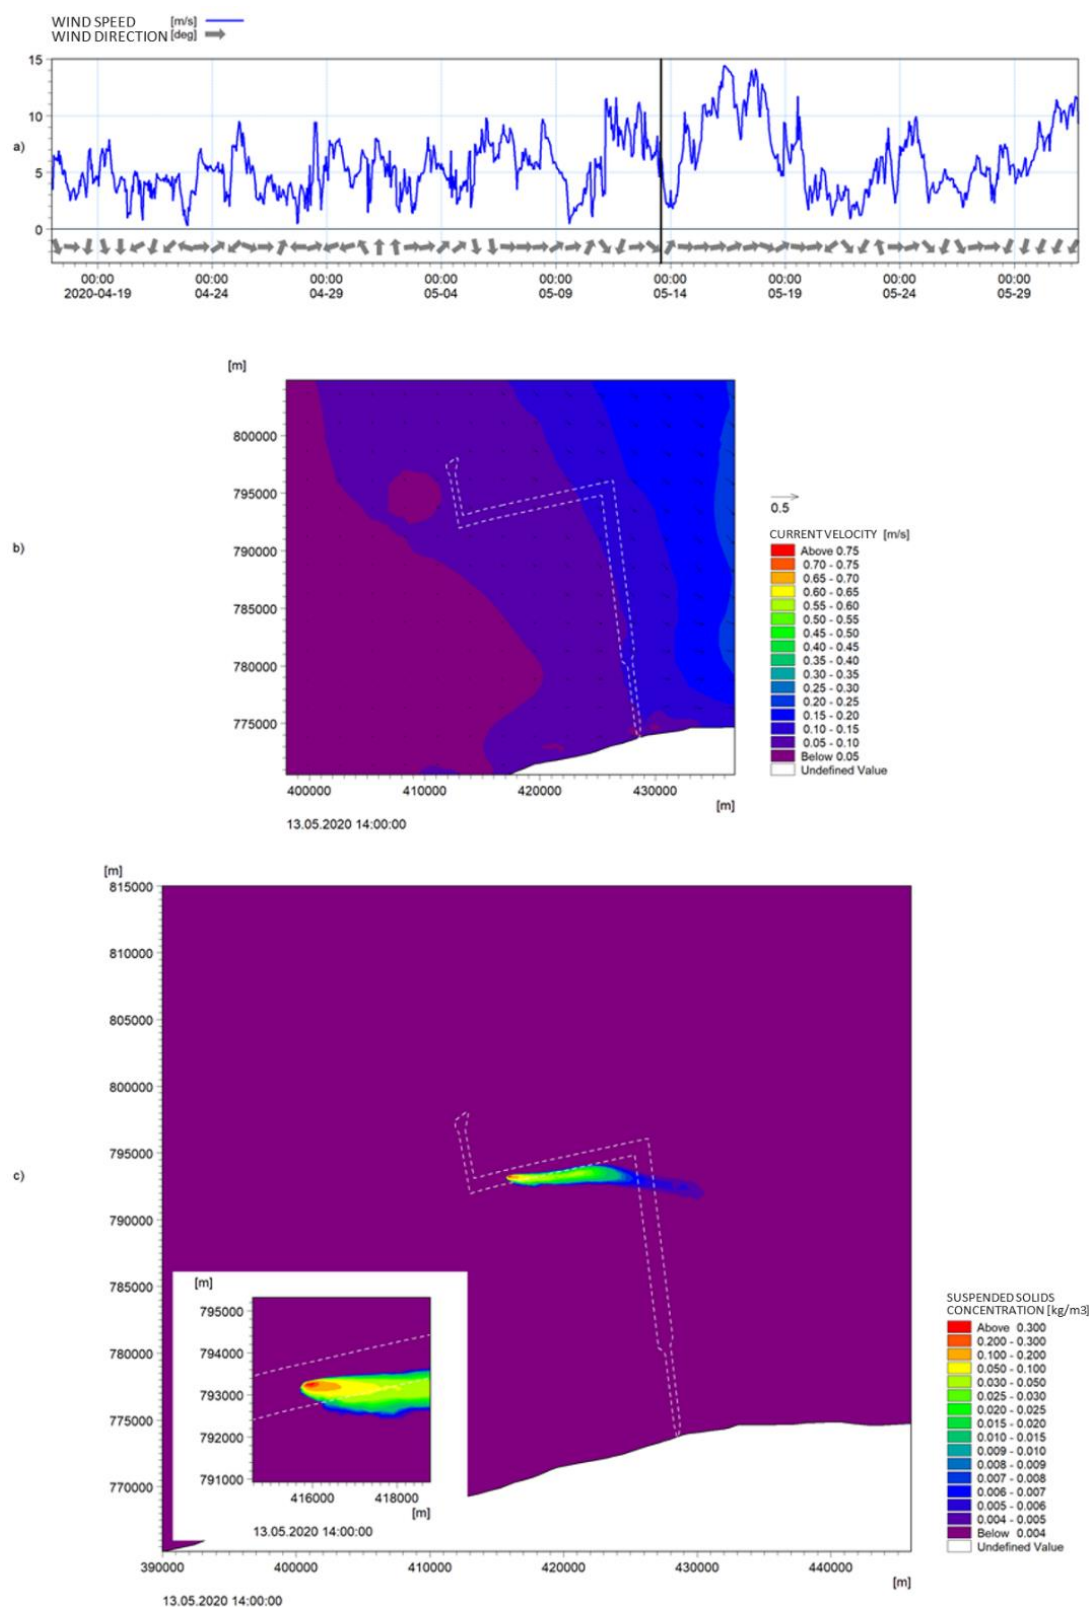 WIND SPEED [m/s]
WIND DIRECTION [deg]
a)
15
10
5
0
00:00 00:00 00:00 00:00 00:00 00:00 00:00 00:00 00:00
2020-04-19 04-24 04-29 05-04 05-09 05-14 05-19 05-24 05-29
[m]
b)
800000
795000
790000
785000
780000
775000
400000 410000 420000 430000
[m]
13.05.2020 14:00:00
0.5
CURRENT VELOCITY [m/s]
Above 0.75
0.70 - 0.75
0.65 - 0.70
0.60 - 0.65
0.55 - 0.60
0.50 - 0.55
0.45 - 0.50
0.40 - 0.45
0.35 - 0.40
0.30 - 0.35
0.25 - 0.30
0.20 - 0.25
0.15 - 0.20
0.10 - 0.15
0.05 - 0.10
Below 0.05
Undefined Value
[m]
c)
815000
810000
805000
800000
795000
790000
785000
780000
775000
770000
390000 400000 410000 420000 430000 440000
[m]
13.05.2020 14:00:00
[m]
795000
794000
793000
792000
791000
416000 418000
[m]
13.05.2020 14:00:00
SUSPENDED SOLIDS
CONCENTRATION [kg/m3]
Above 0.300
0.200 - 0.300
0.100 - 0.200
0.050 - 0.100
0.030 - 0.050
0.025 - 0.030
0.020 - 0.025
0.015 - 0.020
0.010 - 0.015
0.009 - 0.010
0.008 - 0.009
0.007 - 0.008
0.006 - 0.007
0.005 - 0.006
0.004 - 0.005
Below 0.004
Undefined Value